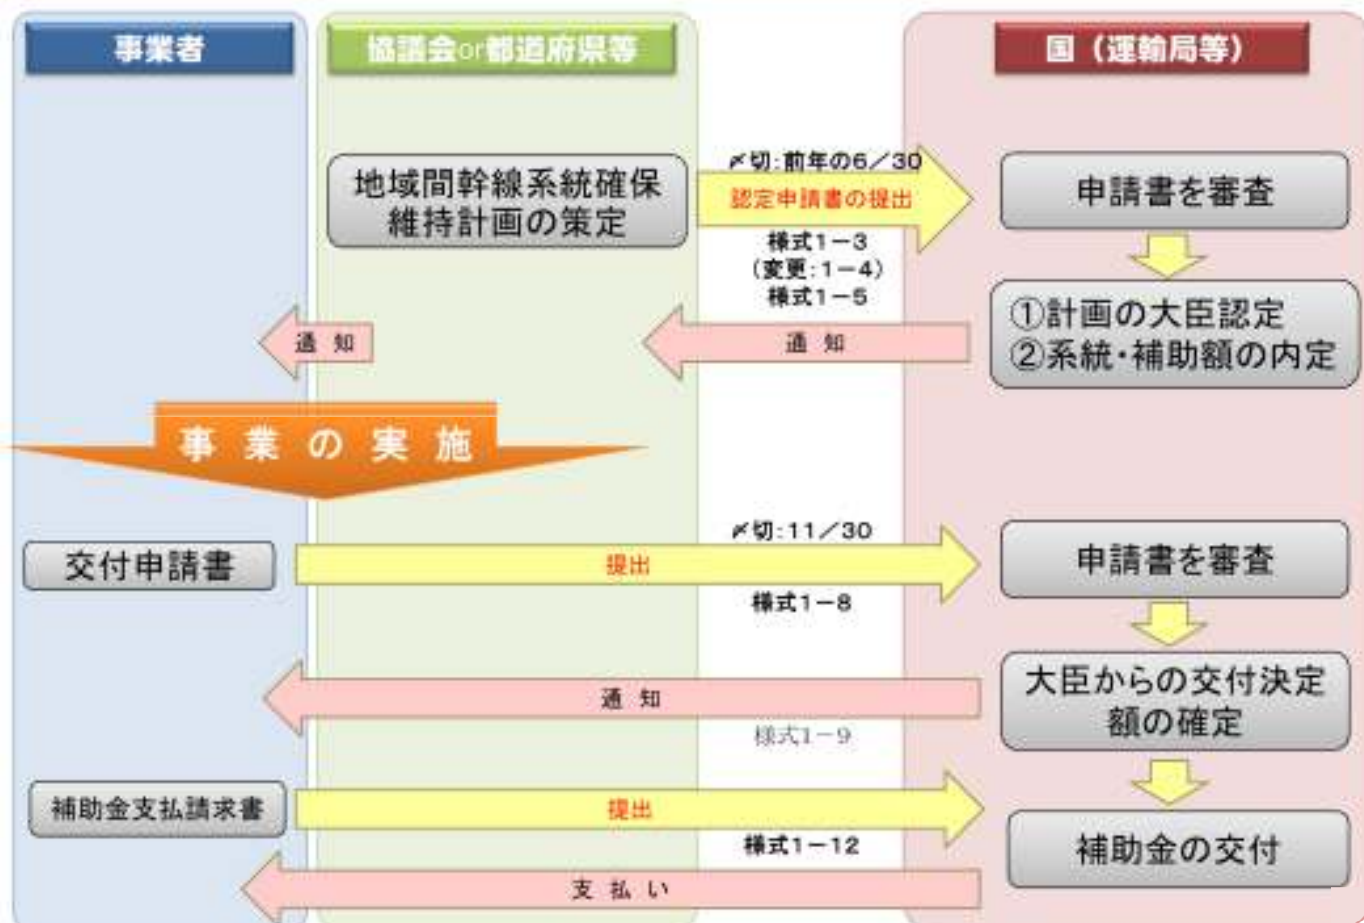 事業者
協議会or都道府県等
国（運輸局等）
地域間幹線系統確保
維持計画の策定
〆切：前年の6／30
認定申請書の提出
様式1－3
（変更：1－4）
様式1－5
申請書を審査
①計画の大臣認定
②系統・補助額の内定
通 知
通 知
事 業 の 実 施
交付申請書
〆切：11／30
提出
様式1－8
申請書を審査
大臣からの交付決定
額の確定
通 知
様式1－9
補助金支払請求書
提出
様式1－12
補助金の交付
支 払 い